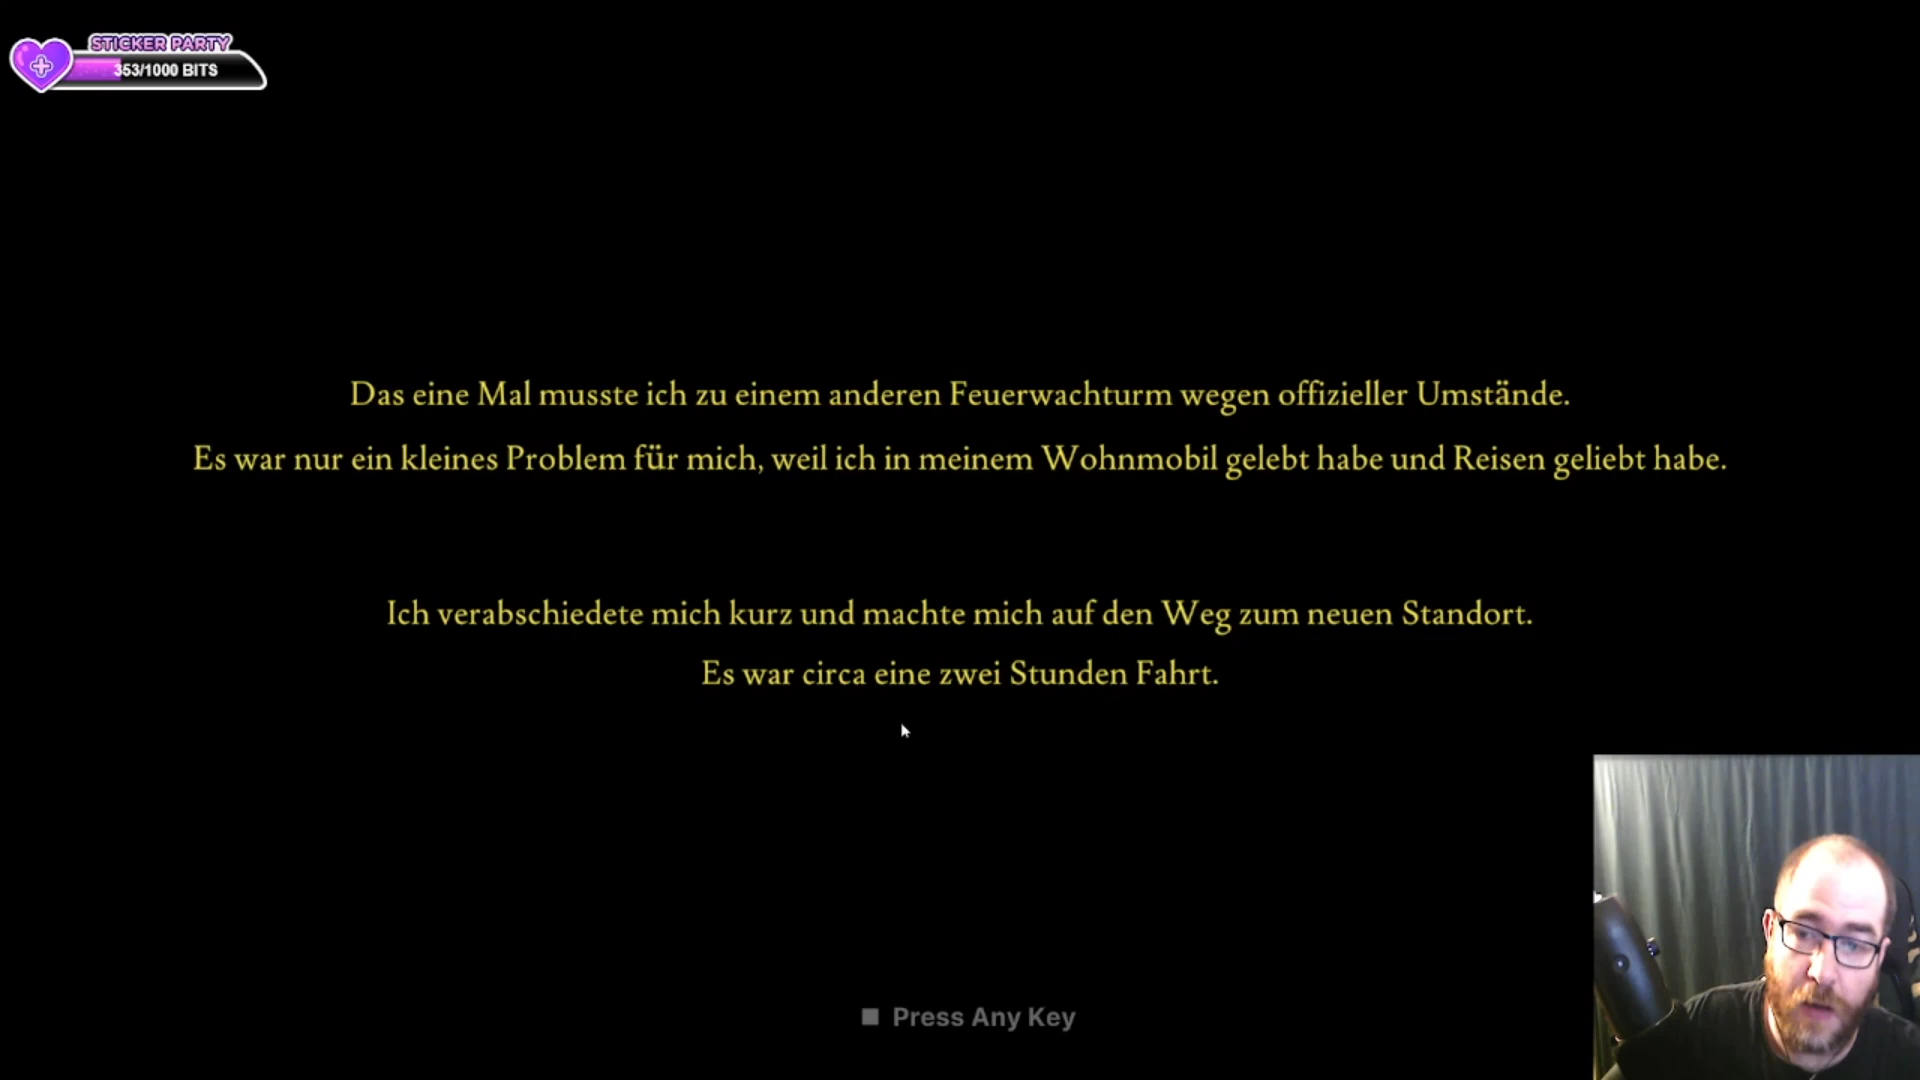 STICKER PARTY
353/1000 BITS
Das eine Mal musste ich zu einem anderen Feuerwachturm wegen offizieller Umstände.
Es war nur ein kleines Problem für mich, weil ich in meinem Wohnmobil gelebt habe und Reisen geliebt habe.
Ich verabschiedete mich kurz und machte mich auf den Weg zum neuen Standort.
Es war circa eine zwei Stunden Fahrt.
Press Any Key